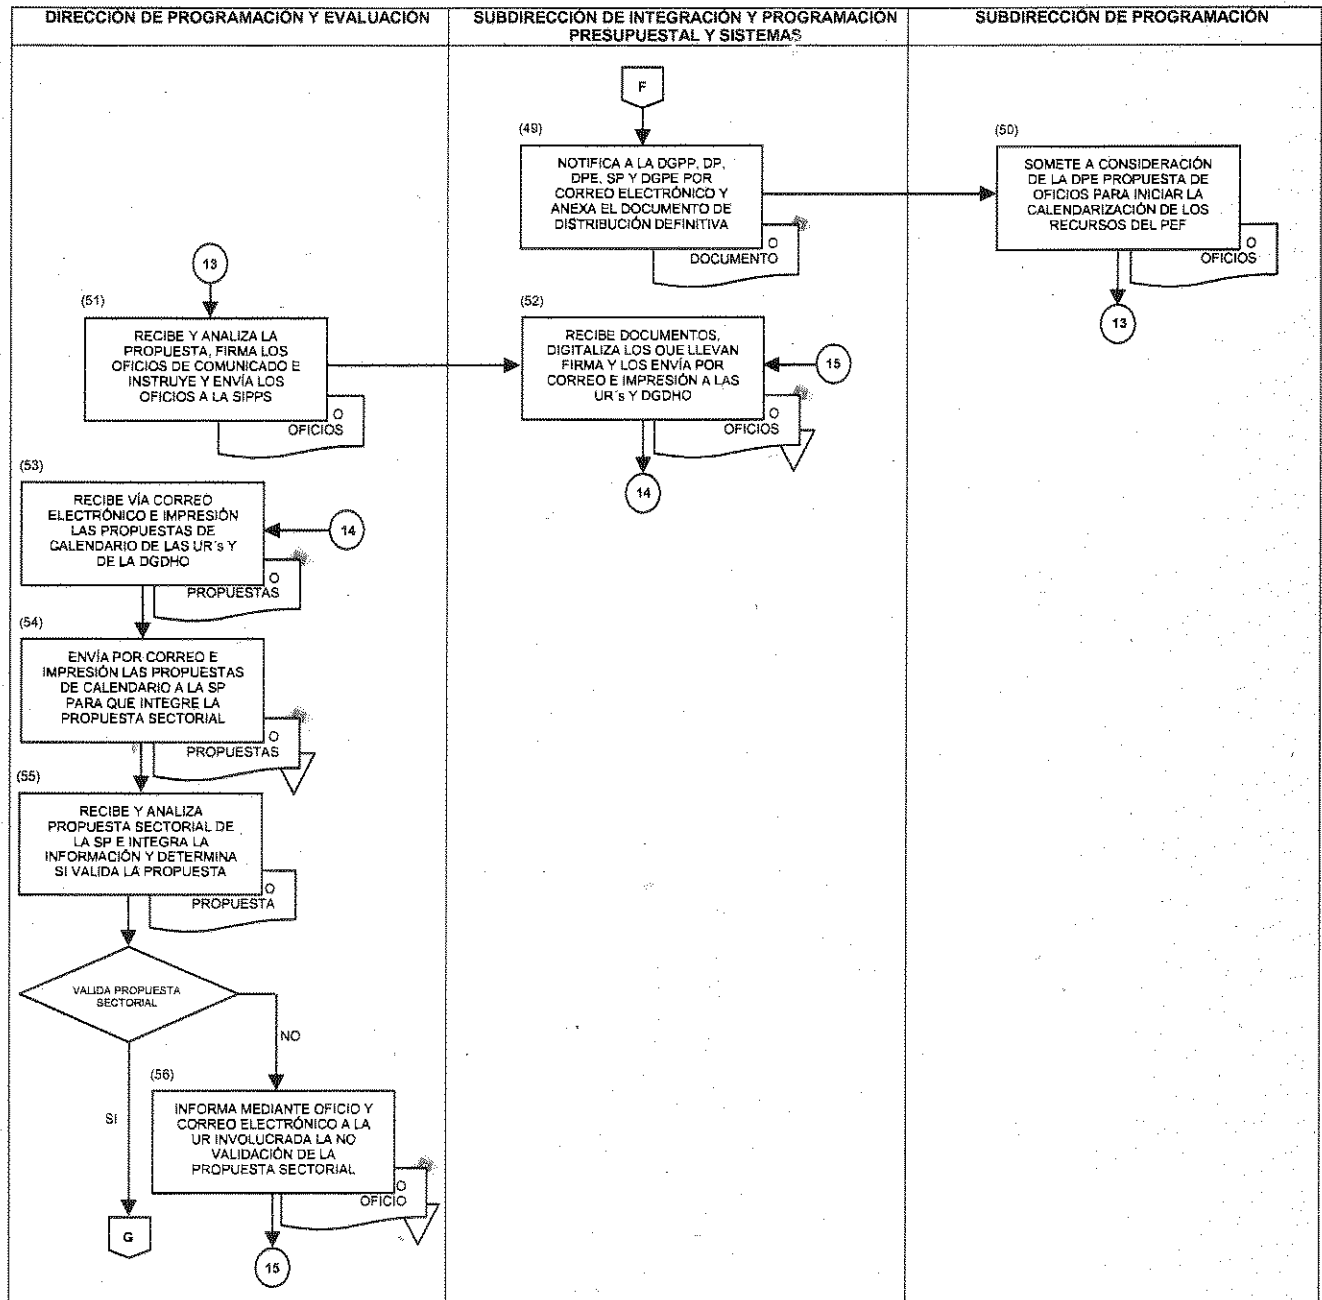 DIRECCIÓN DE PROGRAMACIÓN Y EVALUACIÓN
SUBDIRECCIÓN DE INTEGRACIÓN Y PROGRAMACIÓN
PRESUPUESTAL Y SISTEMAS
SUBDIRECCIÓN DE PROGRAMACIÓN
F
(49)
NOTIFICA A LA DGPP, DP,
DPE, SP Y DGPE POR
CORREO ELECTRÓNICO Y
ANEXA EL DOCUMENTO DE
DISTRIBUCIÓN DEFINITIVA
O
DOCUMENTO
(50)
SOMETE A CONSIDERACIÓN
DE LA DPE PROPUESTA DE
OFICIOS PARA INICIAR LA
CALENDARIZACIÓN DE LOS
RECURSOS DEL PEF
O
OFICIOS
13
13
(51)
RECIBE Y ANALIZA LA
PROPUESTA, FIRMA LOS
OFICIOS DE COMUNICADO E
INSTRUYE Y ENVÍA LOS
OFICIOS A LA SIPPS
O
OFICIOS
(52)
RECIBE DOCUMENTOS,
DIGITALIZA LOS QUE LLEVAN
FIRMA Y LOS ENVÍA POR
CORREO E IMPRESIÓN A LAS
UR´s Y DGDHO
O
OFICIOS
15
14
(53)
RECIBE VÍA CORREO
ELECTRÓNICO E IMPRESIÓN
LAS PROPUESTAS DE
CALENDARIO DE LAS UR´s Y
DE LA DGDHO
O
PROPUESTAS
14
(54)
ENVÍA POR CORREO E
IMPRESIÓN LAS PROPUESTAS
DE CALENDARIO A LA SP
PARA QUE INTEGRE LA
PROPUESTA SECTORIAL
O
PROPUESTAS
(55)
RECIBE Y ANALIZA
PROPUESTA SECTORIAL DE
LA SP E INTEGRA LA
INFORMACIÓN Y DETERMINA
SI VALIDA LA PROPUESTA
O
PROPUESTA
VALIDA PROPUESTA
SECTORIAL
NO
SI
(56)
INFORMA MEDIANTE OFICIO Y
CORREO ELECTRÓNICO A LA
UR INVOLUCRADA LA NO
VALIDACIÓN DE LA
PROPUESTA SECTORIAL
O
OFICIO
G
15